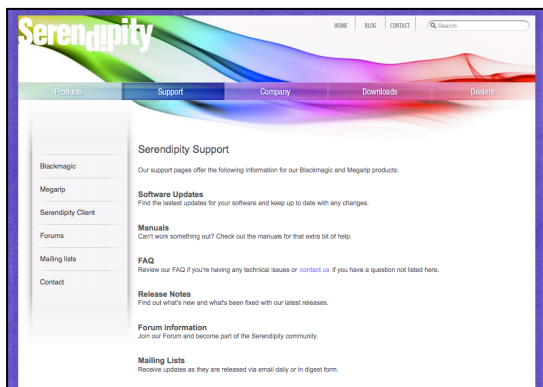 Serendipity
HOME BLOG CONTACT Search
Products Support Company Downloads Dealers
Serendipity Support
Our support pages offer the following information for our Blackmagic and Megarip products:
Blackmagic
Megarip
Serendipity Client
Forums
Mailing lists
Contact
Software Updates
Find the lastest updates for your software and keep up to date with any changes.
Manuals
Can't work something out? Check out the manuals for that extra bit of help.
FAQ
Review our FAQ if you're having any technical issues or contact us if you have a question not listed here.
Release Notes
Find out what's new and what's been fixed with our latest releases.
Forum information
Join our Forum and become part of the Serendipity community.
Mailing Lists
Receive updates as they are released via email daily or in digest form.